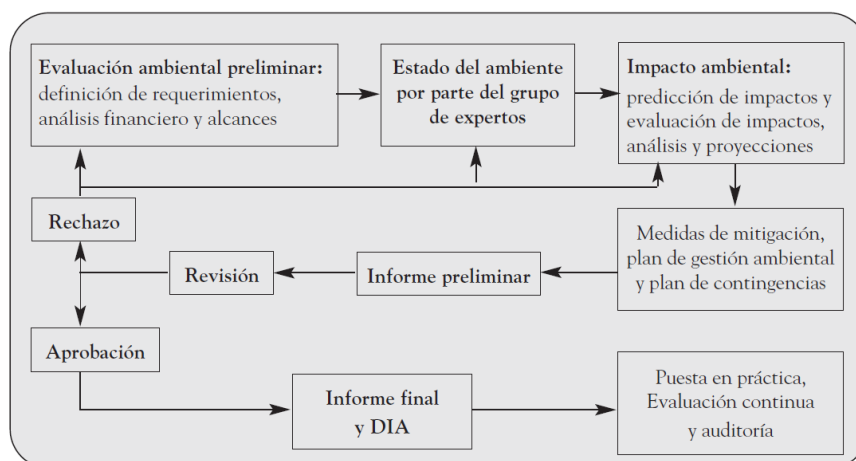 Evaluación ambiental preliminar:
definición de requerimientos,
análisis financiero y alcances
Estado del ambiente
por parte del grupo
de expertos
Impacto ambiental:
predicción de impactos y
evaluación de impactos,
análisis y proyecciones
Rechazo
Medidas de mitigación,
plan de gestión ambiental
y plan de contingencias
Informe preliminar
Revisión
Aprobación
Informe final
y DIA
Puesta en práctica,
Evaluación continua
y auditoría